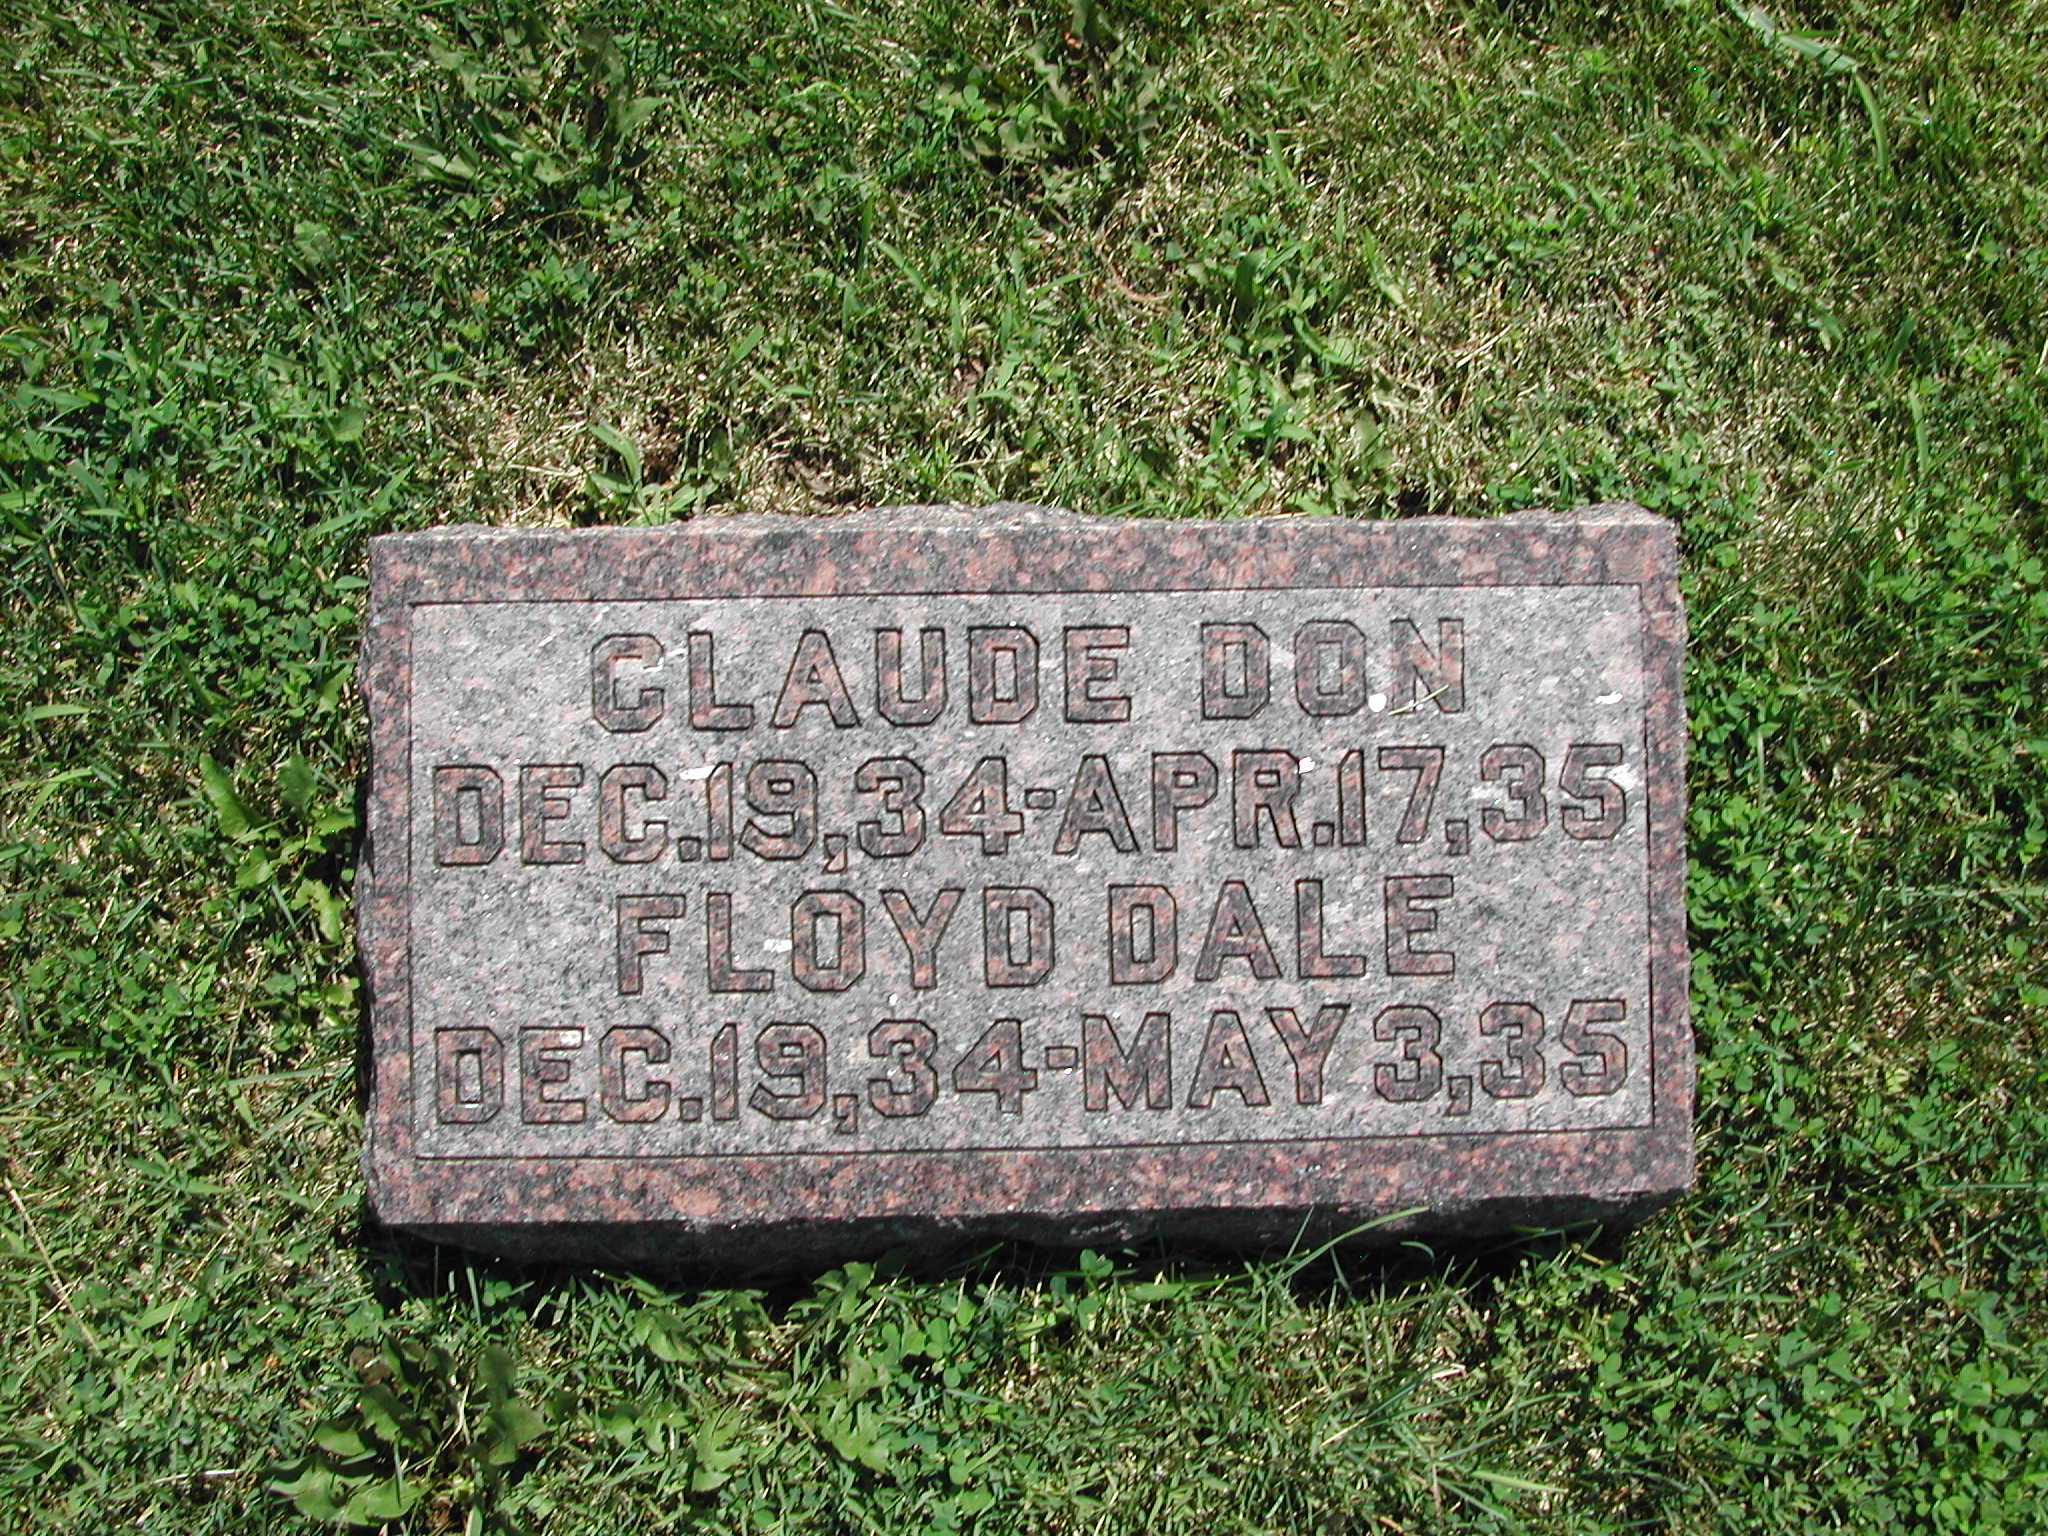 CLAUDE DON
DEC.19,34-APR.17,35
FLOYD DALE
DEC.19,34-MAY 3,35